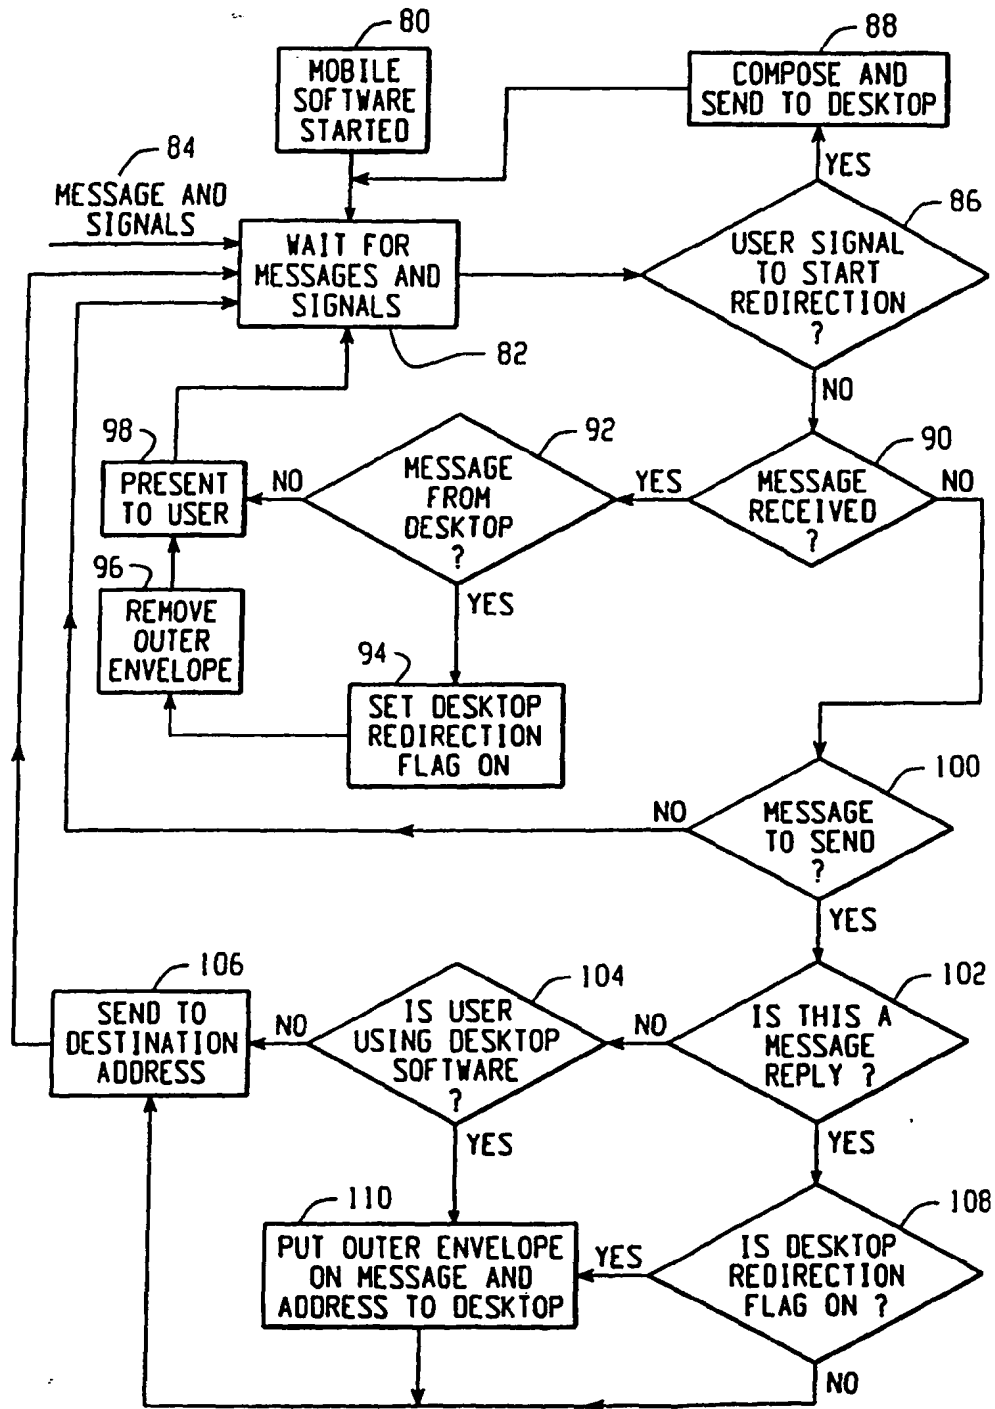 80
MOBILE
SOFTWARE
STARTED
88
COMPOSE AND
SEND TO DESKTOP
YES
84
MESSAGE AND
SIGNALS
WAIT FOR
MESSAGES AND
SIGNALS
82
86
USER SIGNAL
TO START
REDIRECTION
?
NO
98
PRESENT
TO USER
NO
92
MESSAGE
FROM
DESKTOP
?
YES
YES
90
MESSAGE
RECEIVED
?
NO
96
REMOVE
OUTER
ENVELOPE
94
SET DESKTOP
REDIRECTION
FLAG ON
100
NO
MESSAGE
TO SEND
?
YES
106
SEND TO
DESTINATION
ADDRESS
NO
104
IS USER
USING DESKTOP
SOFTWARE
?
YES
NO
102
IS THIS A
MESSAGE
REPLY ?
YES
110
PUT OUTER ENVELOPE
ON MESSAGE AND
ADDRESS TO DESKTOP
YES
108
IS DESKTOP
REDIRECTION
FLAG ON ?
NO